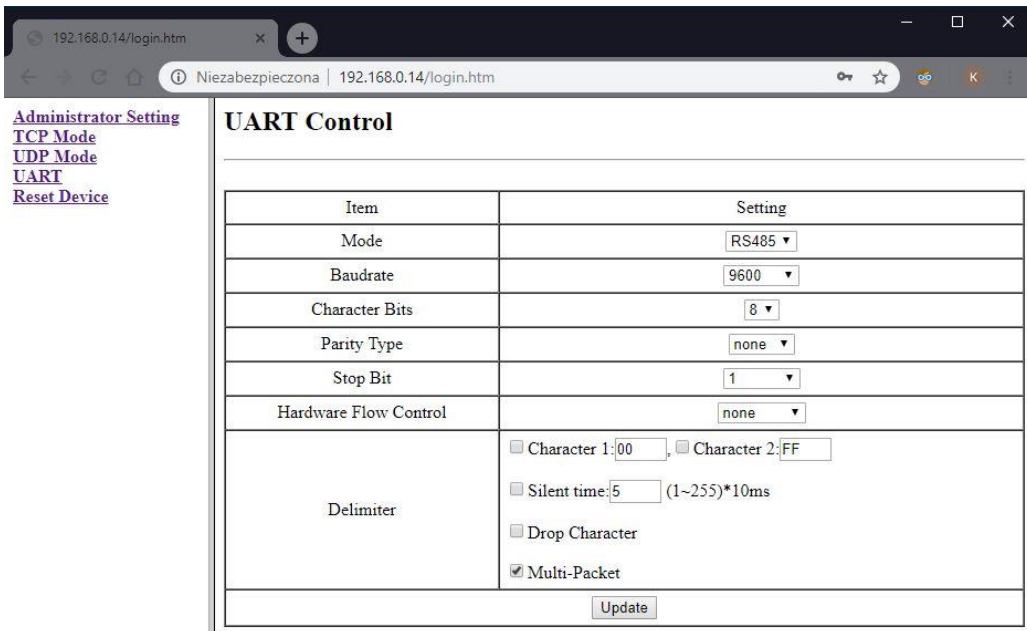 192.168.0.14/login.htm
Niezabezpieczona | 192.168.0.14/login.htm
K
Administrator Setting
TCP Mode
UDP Mode
UART
Reset Device
UART Control
Item Setting
Mode RS485
Baudrate 9600
Character Bits 8
Parity Type none
Stop Bit 1
Hardware Flow Control none
Delimiter
Character 1:00 , Character 2:FF
Silent time:5 (1~255)*10ms
Drop Character
Multi-Packet
Update